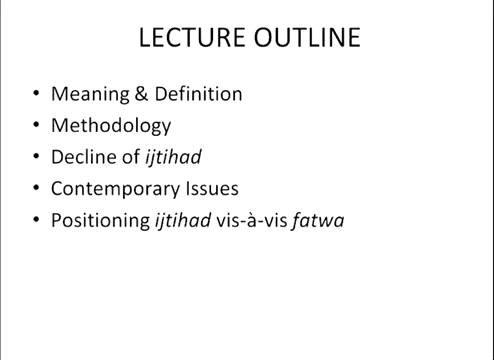 LECTURE OUTLINE
• Meaning & Definition
• Methodology
• Decline of ijtihad
• Contemporary Issues
• Positioning ijtihad vis-à-vis fatwa